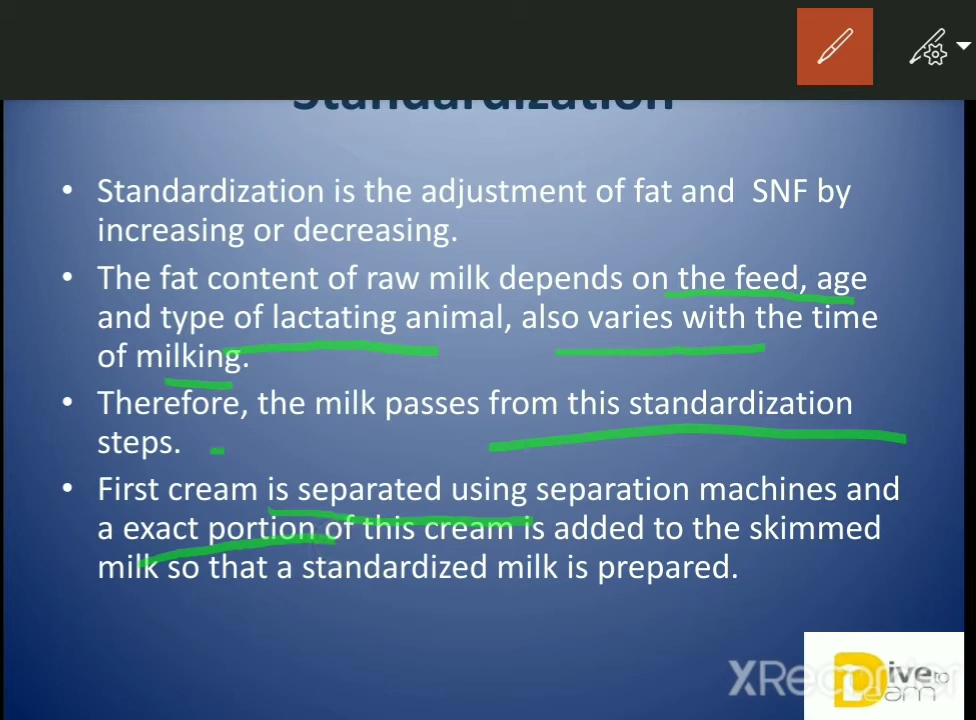 Standardization
• Standardization is the adjustment of fat and SNF by
increasing or decreasing.
• The fat content of raw milk depends on the feed, age
and type of lactating animal, also varies with the time
of milking.
• Therefore, the milk passes from this standardization
steps.
• First cream is separated using separation machines and
a exact portion of this cream is added to the skimmed
milk so that a standardized milk is prepared.
XRecorder
Dive to
Learn